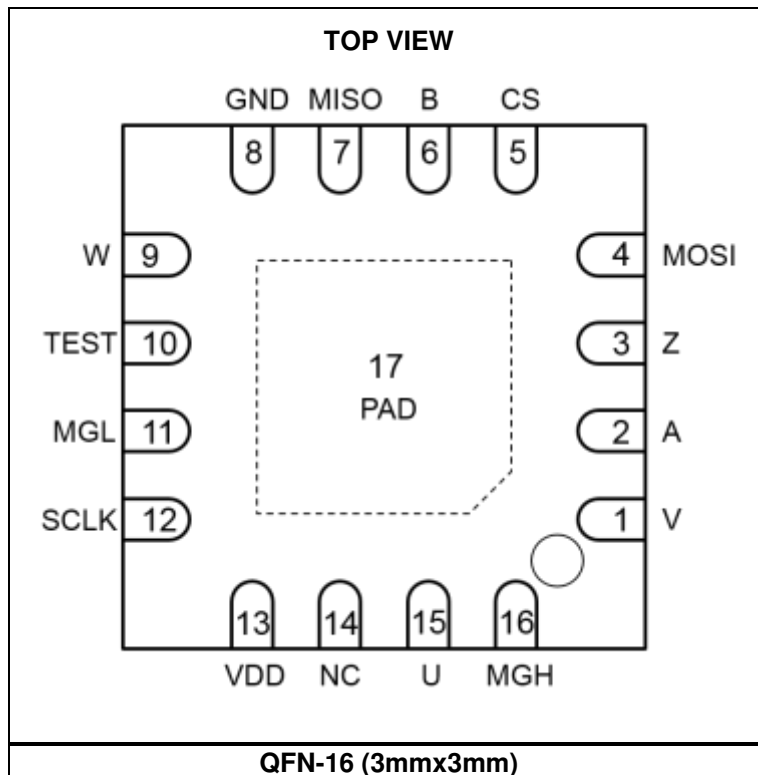 TOP VIEW
GND MISO B CS
8 7 6 5
W 9 4 MOSI
TEST 10 3 Z
17
PAD
MGL 11 2 A
SCLK 12 1 V
13 14 15 16
VDD NC U MGH
QFN-16 (3mmx3mm)